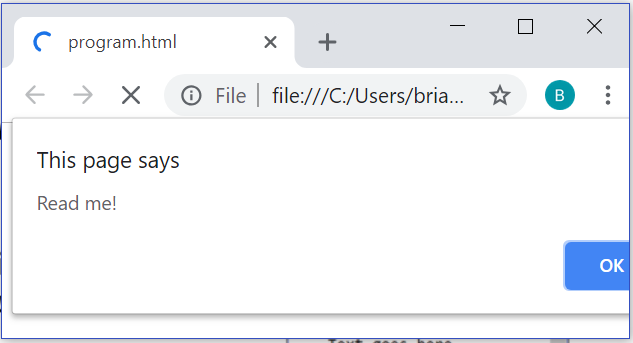 program.html
B
File | file:///C:/Users/bria...
This page says
Read me!
OK